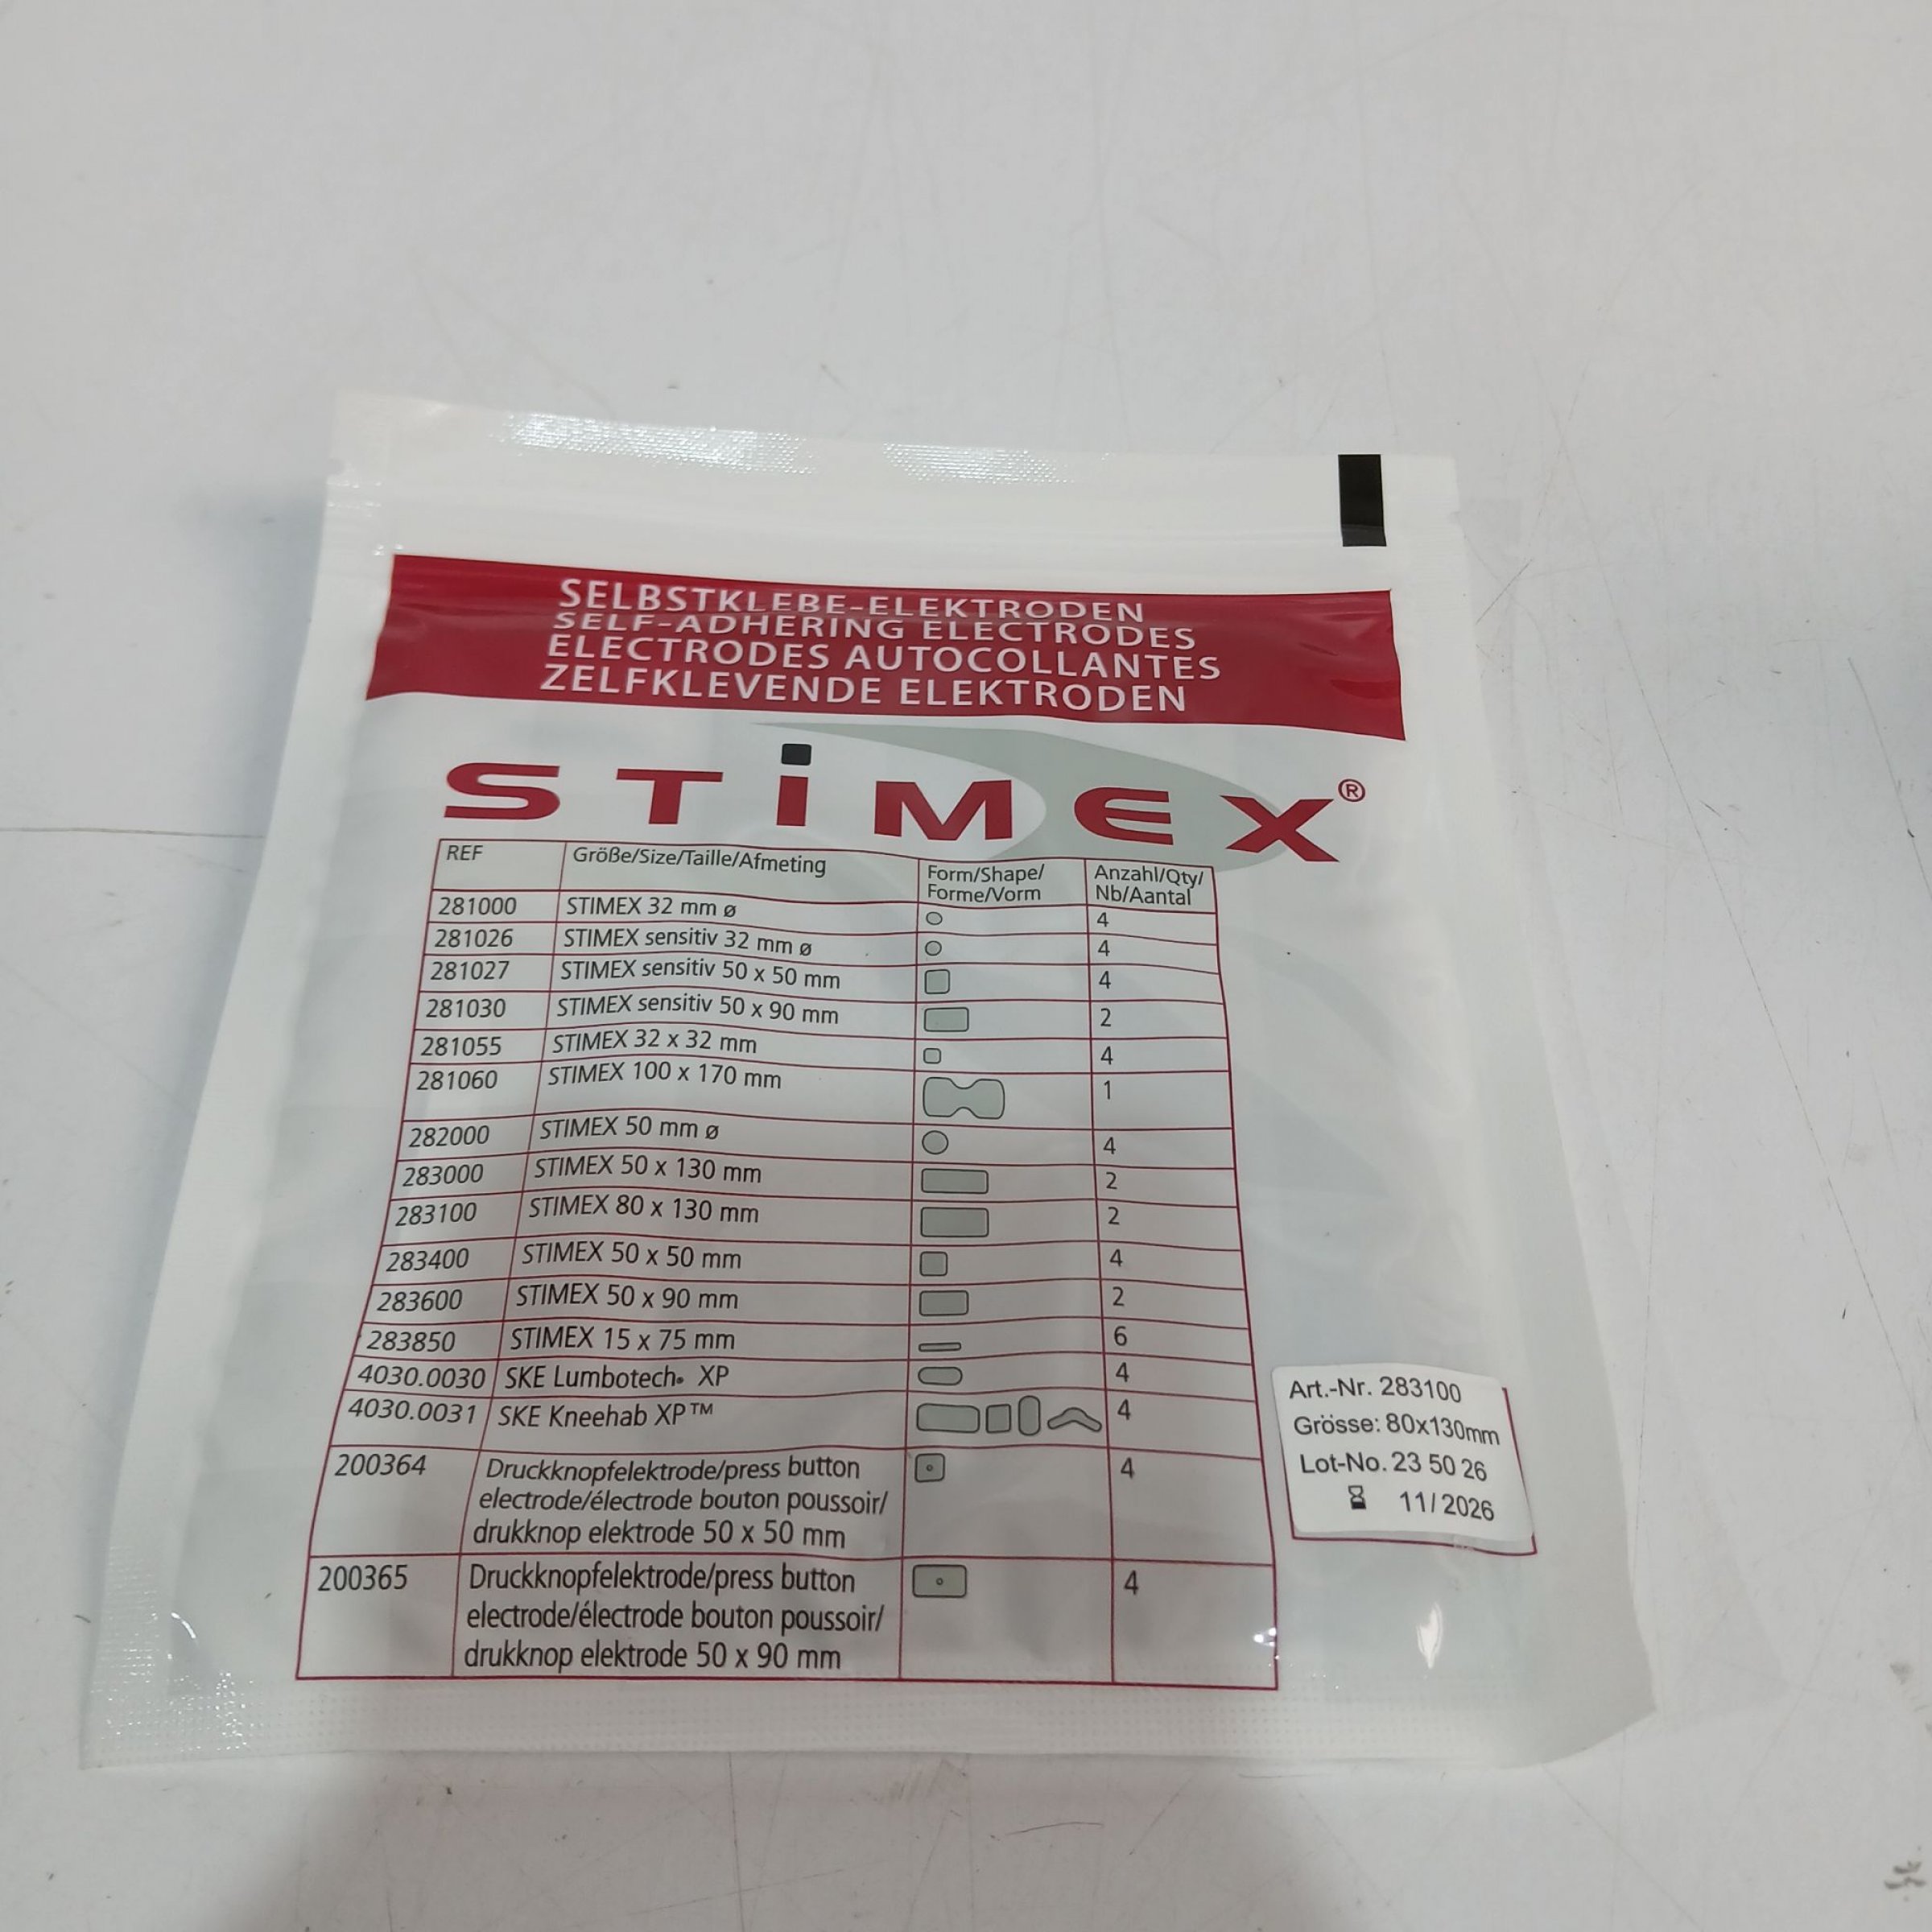 SELBSTKLEBE-ELEKTRODEN
SELF-ADHERING ELECTRODES
ELECTRODES AUTOCOLLANTES
ZELFKLEVENDE ELEKTRODEN
STiMEX®
REF Größe/Size/Taille/Afmeting Form/Shape/ Anzahl/Qty/
Forme/Vorm Nb/Aantal
281000 STIMEX 32 mm ø 4
281026 STIMEX sensitiv 32 mm ø 4
281027 STIMEX sensitiv 50 x 50 mm 4
281030 STIMEX sensitiv 50 x 90 mm 2
281055 STIMEX 32 x 32 mm 4
281060 STIMEX 100 x 170 mm 1
282000 STIMEX 50 mm ø 4
283000 STIMEX 50 x 130 mm 2
283100 STIMEX 80 x 130 mm 2
283400 STIMEX 50 x 50 mm 4
283600 STIMEX 50 x 90 mm 2
283850 STIMEX 15 x 75 mm 6
4030.0030 SKE Lumbotech® XP 4
4030.0031 SKE Kneehab XP™ 4
200364 Druckknopfelektrode/press button 4
electrode/électrode bouton poussoir/
drukknop elektrode 50 x 50 mm
200365 Druckknopfelektrode/press button 4
electrode/électrode bouton poussoir/
drukknop elektrode 50 x 90 mm
Art.-Nr. 283100
Grösse: 80x130mm
Lot-No. 23 50 26
11/2026